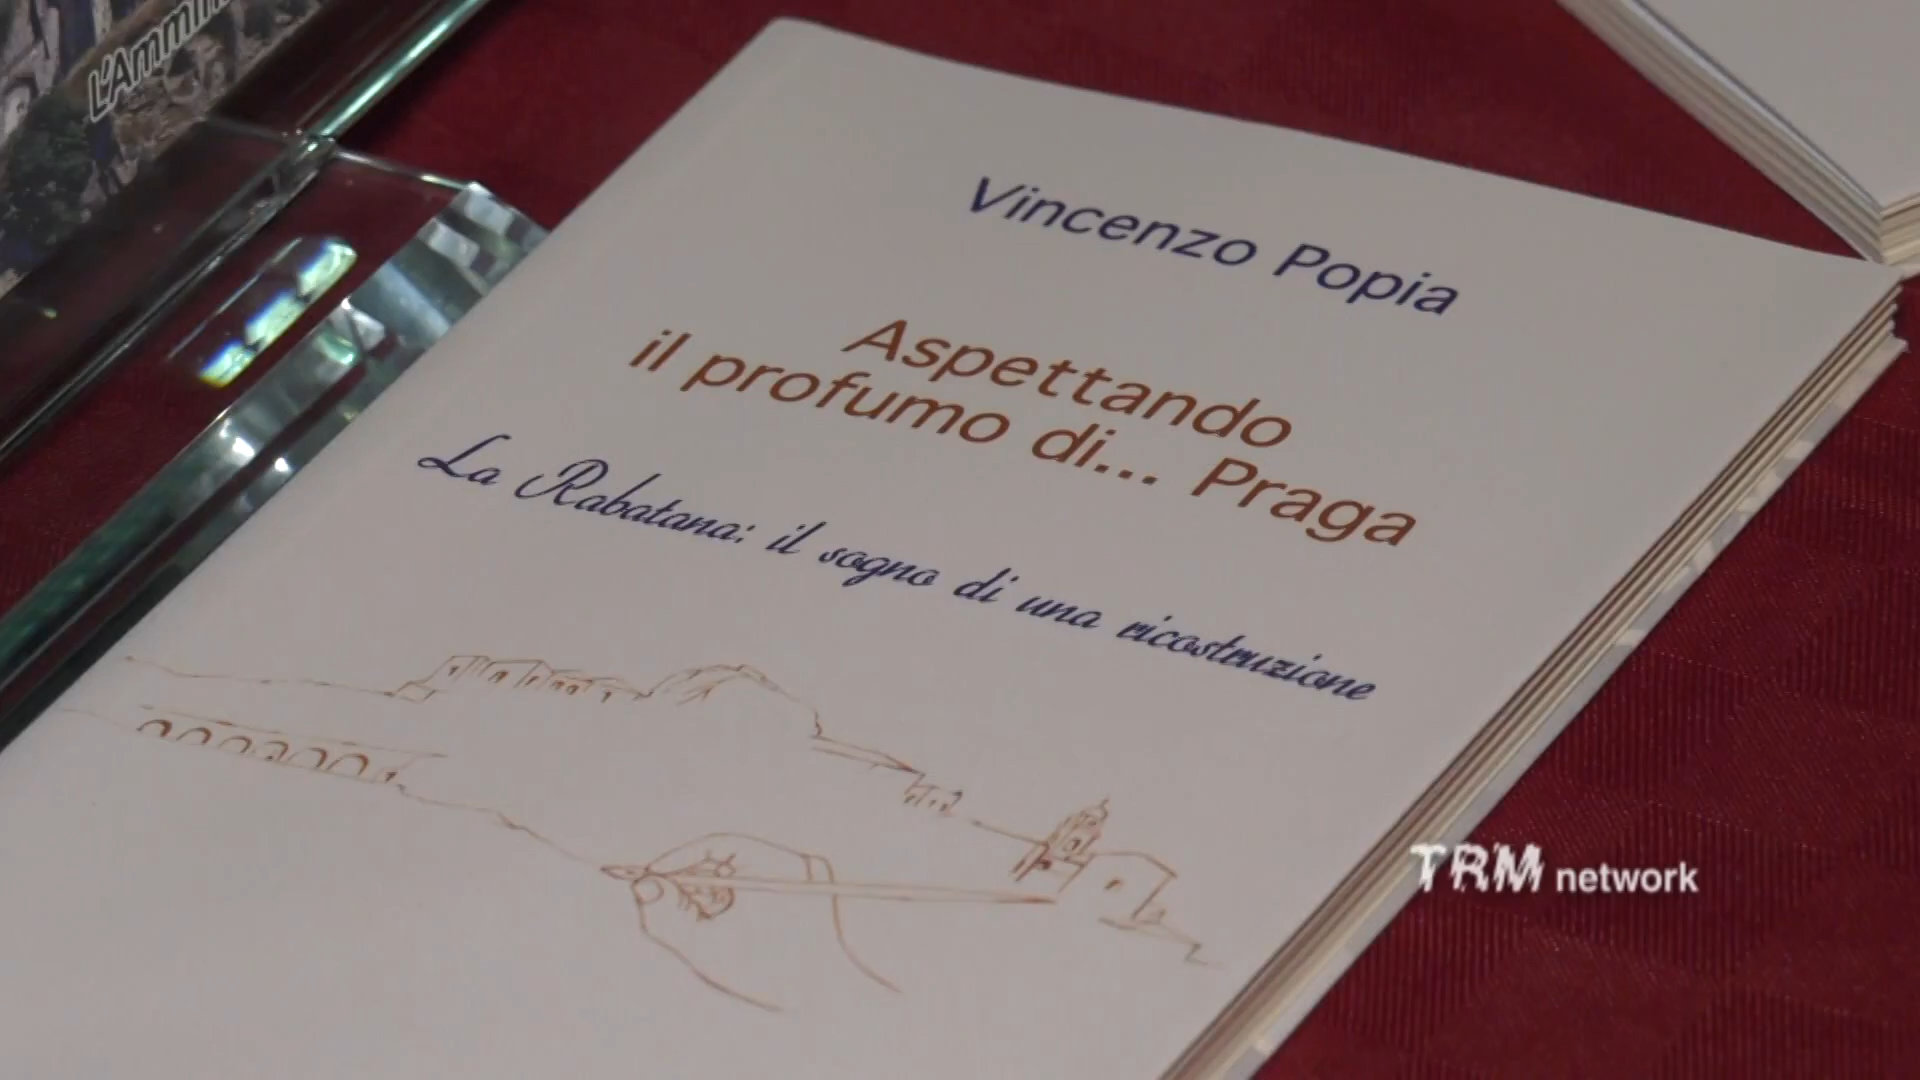 L'Ammin
Vincenzo Popia
Aspettando
il profumo di... Praga
La Rabatana: il sogno di una ricostruzione
TRM network